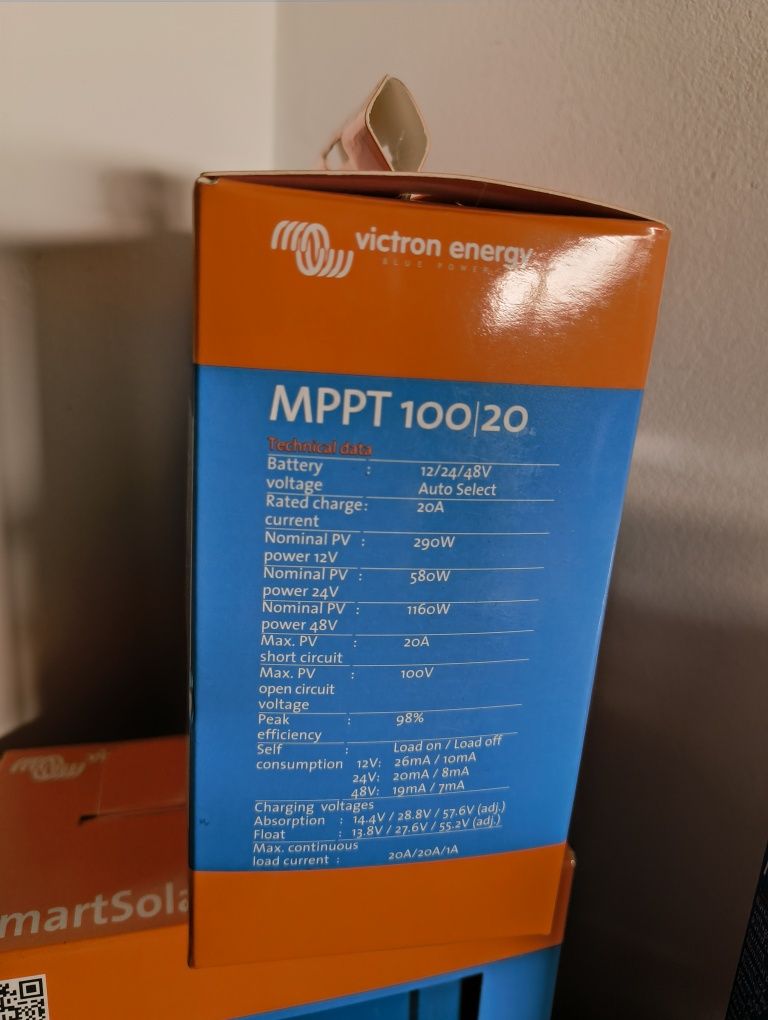 victron energy
BLUE POWER
MPPT 100|20
Technical data
Battery voltage : 12/24/48V Auto Select
Rated charge current : 20A
Nominal PV power 12V : 290W
Nominal PV power 24V : 580W
Nominal PV power 48V : 1160W
Max. PV short circuit : 20A
Max. PV open circuit voltage : 100V
Peak efficiency : 98%
Self consumption : Load on / Load off
12V: 26mA / 10mA
24V: 20mA / 8mA
48V: 19mA / 7mA
Charging voltages
Absorption : 14.4V / 28.8V / 57.6V (adj.)
Float : 13.8V / 27.6V / 55.2V (adj.)
Max. continuous load current : 20A/20A/1A
martSola